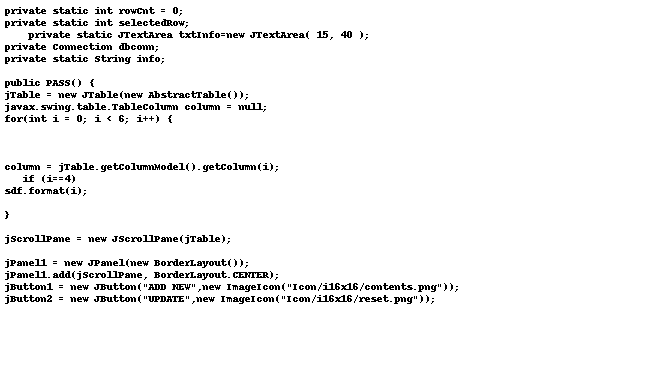 private static int rowCnt = 0;
private static int selectedRow;
    private static JTextArea txtInfo=new JTextArea( 15, 40 );
private Connection dbconn;
private static String info;

public PASS() {
jTable = new JTable(new AbstractTable());
javax.swing.table.TableColumn column = null;
for(int i = 0; i < 6; i++) {

column = jTable.getColumnModel().getColumn(i);
   if (i==4)
sdf.format(i);

}

jScrollPane = new JScrollPane(jTable);

jPanel1 = new JPanel(new BorderLayout());
jPanel1.add(jScrollPane, BorderLayout.CENTER);
jButton1 = new JButton("ADD NEW",new ImageIcon("Icon/i16x16/contents.png"));
jButton2 = new JButton("UPDATE",new ImageIcon("Icon/i16x16/reset.png"));